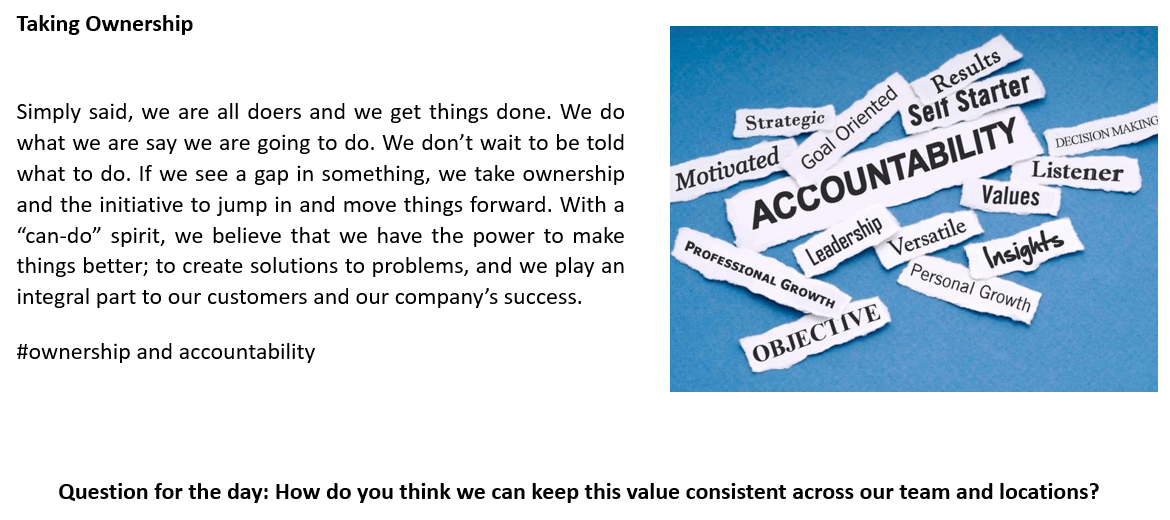 Taking Ownership
Simply said, we are all doers and we get things done. We do
what we are say we are going to do. We don’t wait to be told
what to do. If we see a gap in something, we take ownership
and the initiative to jump in and move things forward. With a
“can-do” spirit, we believe that we have the power to make
things better; to create solutions to problems, and we play an
integral part to our customers and our company’s success.
#ownership and accountability
Results
Self Starter
Strategic
Goal Oriented
DECISION MAKING
Motivated
ACCOUNTABILITY
Listener
Values
Leadership
Versatile
Insights
PROFESSIONAL GROWTH
Personal Growth
OBJECTIVE
Question for the day: How do you think we can keep this value consistent across our team and locations?